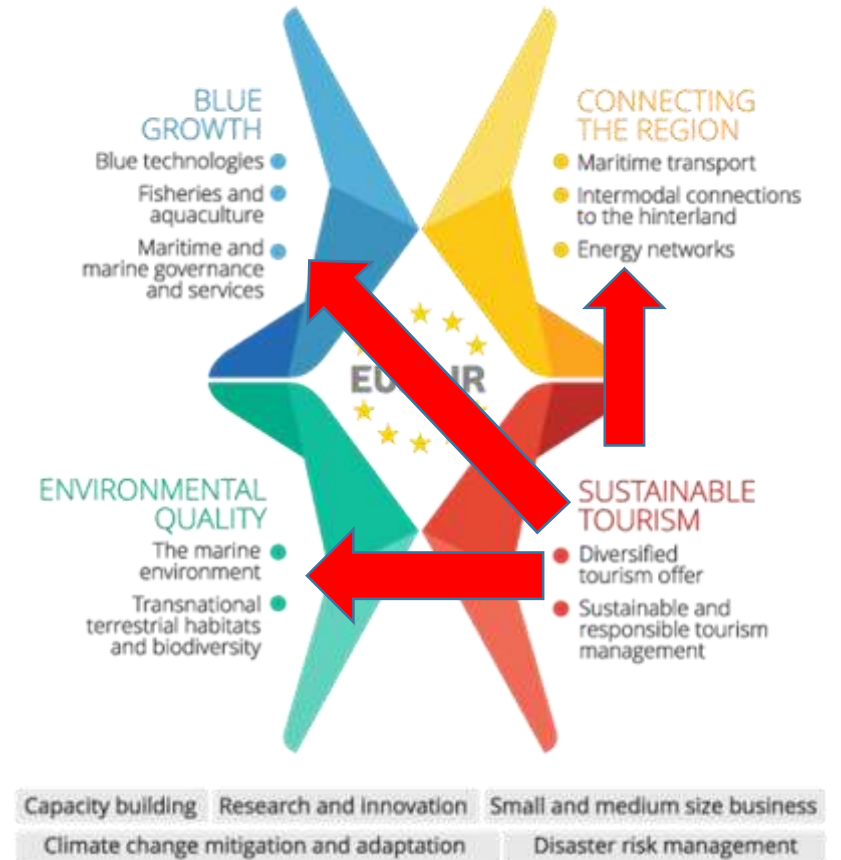 BLUE
GROWTH
Blue technologies
Fisheries and
aquaculture
Maritime and
marine governance
and services
CONNECTING
THE REGION
Maritime transport
Intermodal connections
to the hinterland
Energy networks
ENVIRONMENTAL
QUALITY
The marine
environment
Transnational
terrestrial habitats
and biodiversity
SUSTAINABLE
TOURISM
Diversified
tourism offer
Sustainable and
responsible tourism
management
Capacity building
Research and innovation
Small and medium size business
Climate change mitigation and adaptation
Disaster risk management